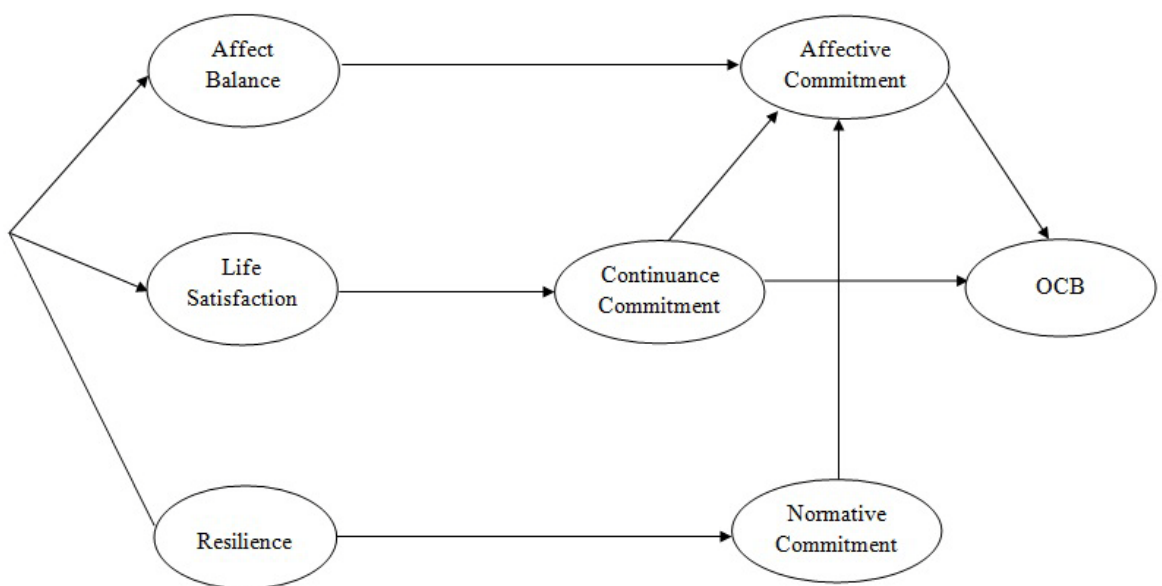 Affect
Balance
Affective
Commitment
Life
Satisfaction
Continuance
Commitment
OCB
Resilience
Normative
Commitment